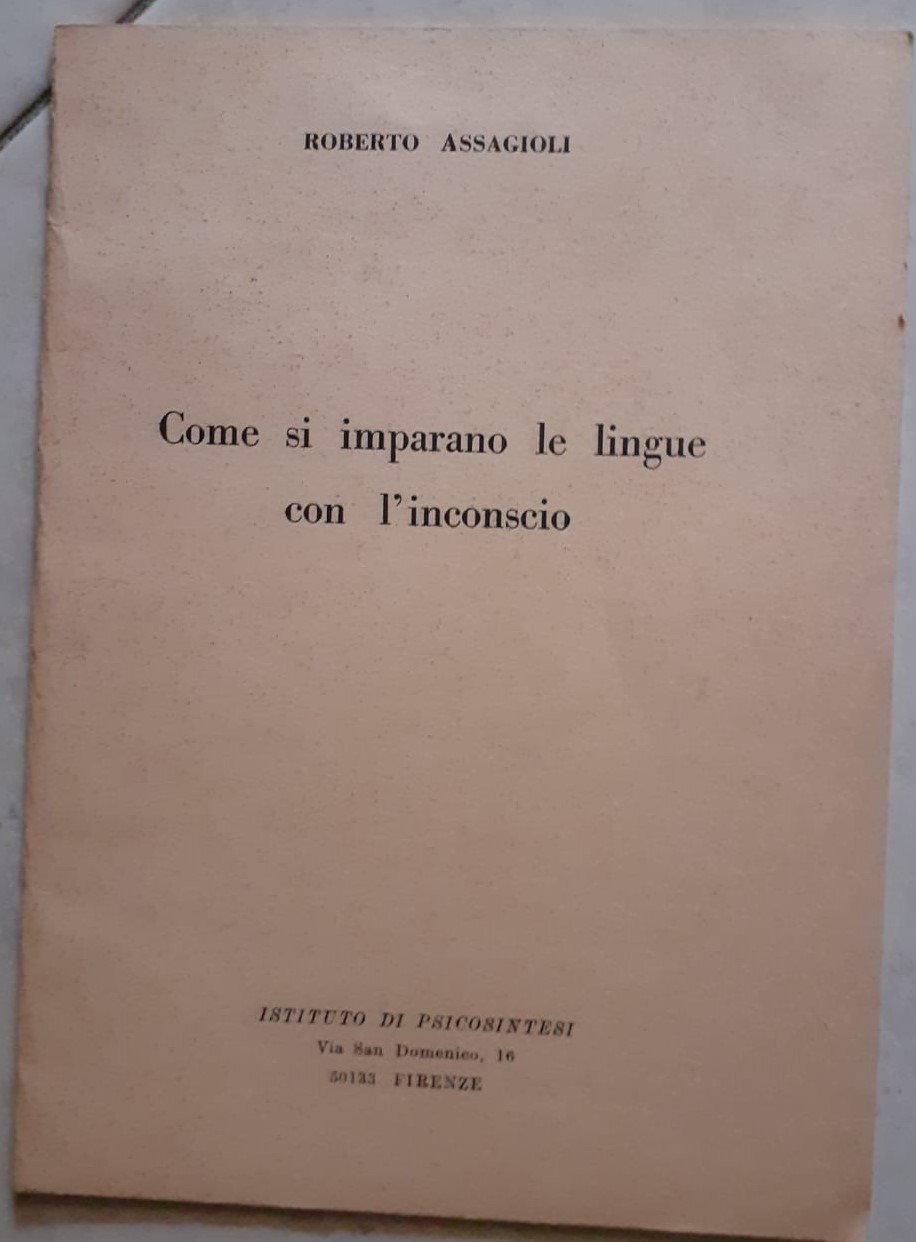 ROBERTO ASSAGIOLI
Come si imparano le lingue
con l'inconscio
ISTITUTO DI PSICOSINTESI
Via San Domenico, 16
50133 FIRENZE